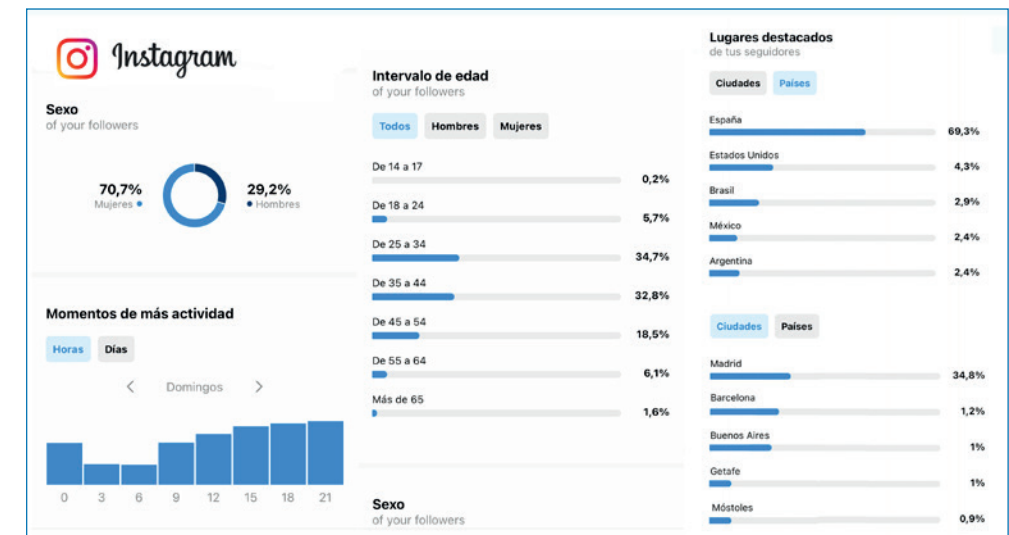 Instagram
Sexo
of your followers
70,7%
Mujeres
29,2%
Hombres
Momentos de más actividad
Horas Días
Domingos
0 3 6 9 12 15 18 21
Intervalo de edad
of your followers
Todos Hombres Mujeres
De 14 a 17
0,2%
De 18 a 24
5,7%
De 25 a 34
34,7%
De 35 a 44
32,8%
De 45 a 54
18,5%
De 55 a 64
6,1%
Más de 65
1,6%
Sexo
of your followers
Lugares destacados
de tus seguidores
Ciudades Países
España
69,3%
Estados Unidos
4,3%
Brasil
2,9%
México
2,4%
Argentina
2,4%
Ciudades Países
Madrid
34,8%
Barcelona
1,2%
Buenos Aires
1%
Getafe
1%
Móstoles
0,9%